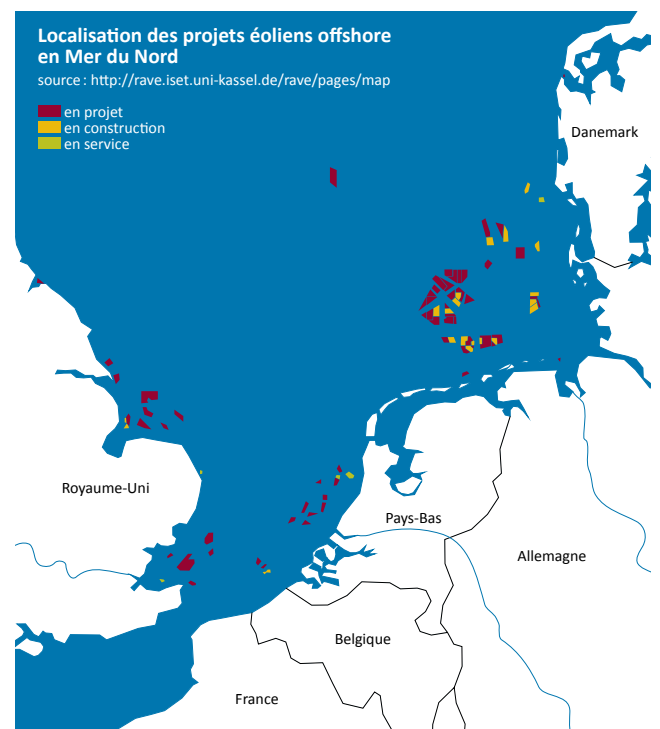 Localisation des projets éoliens offshore
en Mer du Nord
source : http://rave.iset.uni-kassel.de/rave/pages/map
en projet
en construction
en service
Danemark
Royaume-Uni
Pays-Bas
Allemagne
Belgique
France